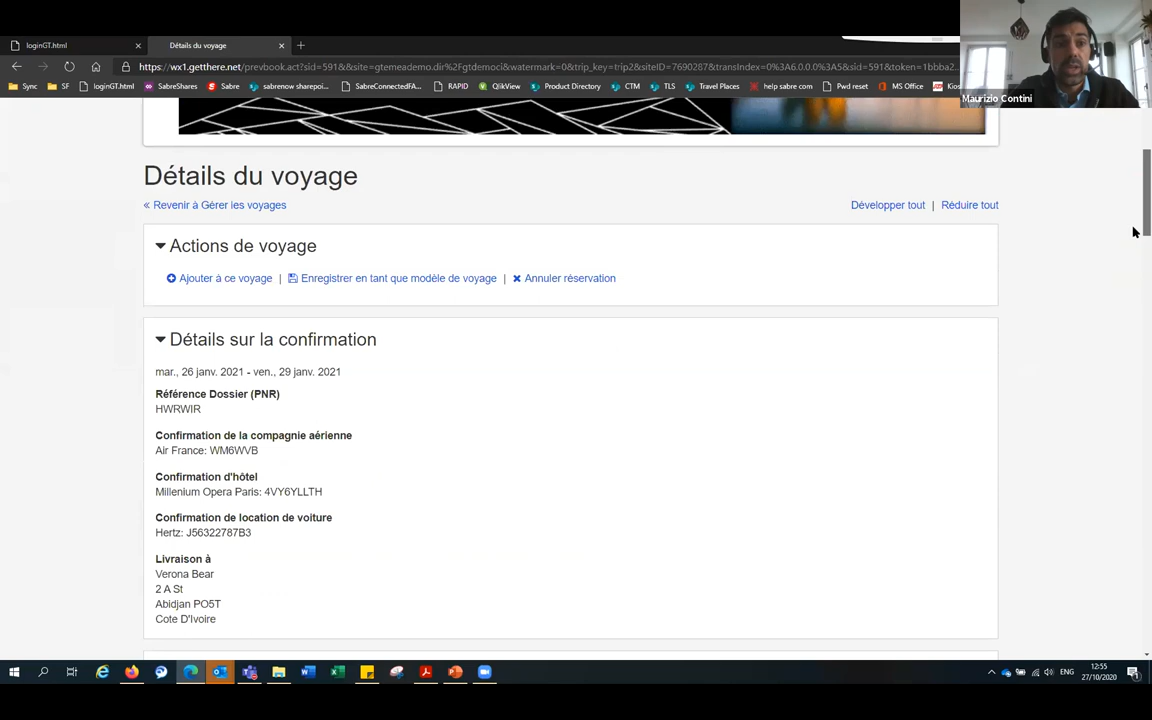 loginGT.html
Détails du voyage
https://wx1.getthere.net/prevbook.act?sid=591&&site=gtemeademo.dir%2Fgtdemoci&watermark=0&trip_key=trip2&siteID=7690287&transIndex=0%3A6.0.0.0%3A5&sid=591&token=1bbba2...
Sync SF loginGT.html SabreShares Sabre sabrenow sharepoi... SabreConnectedFA... RAPID QlikView Product Directory CTM TLS Travel Places help sabre com Pwd reset MS Office
Maurizio Contini
Détails du voyage
« Revenir à Gérer les voyages
Développer tout | Réduire tout
Actions de voyage
Ajouter à ce voyage | Enregistrer en tant que modèle de voyage | Annuler réservation
Détails sur la confirmation
mar., 26 janv. 2021 - ven., 29 janv. 2021
Référence Dossier (PNR)
HWRWIR
Confirmation de la compagnie aérienne
Air France: WM6WVB
Confirmation d'hôtel
Millenium Opera Paris: 4VY6YLLTH
Confirmation de location de voiture
Hertz: J56322787B3
Livraison à
Verona Bear
2 A St
Abidjan PO5T
Cote D'Ivoire
ENG
12:55
27/10/2020